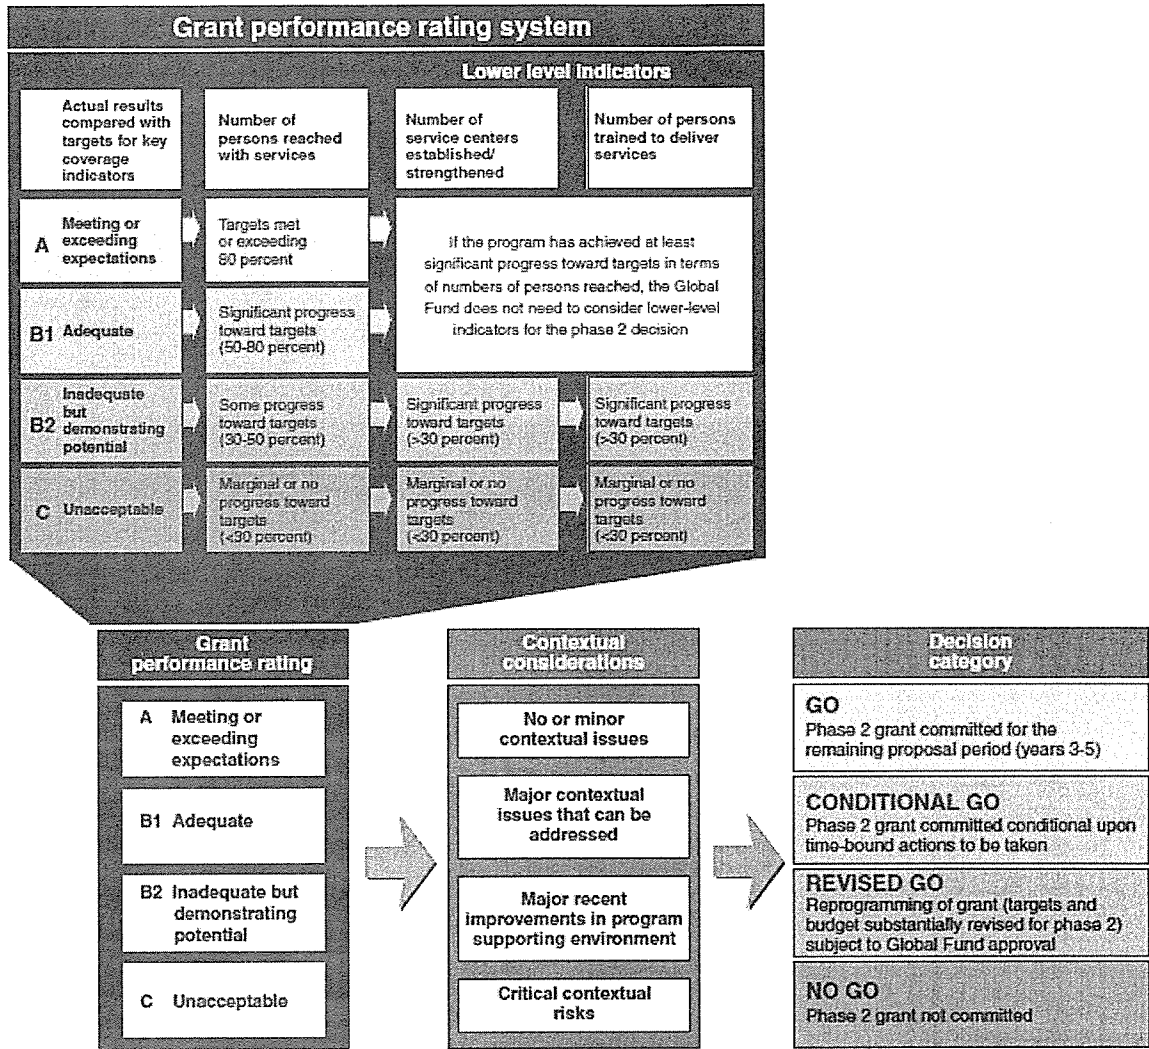 Grant performance rating system
Lower level indicators
Actual results
compared with
targets for key
coverage
indicators
Number of
persons reached
with services
Number of
service centers
established/
strengthened
Number of persons
trained to deliver
services
A Meeting or
exceeding
expectations
Targets met
or exceeding
80 percent
If the program has achieved at least
significant progress toward targets in terms
of numbers of persons reached, the Global
Fund does not need to consider lower-level
indicators for the phase 2 decision
B1 Adequate
Significant progress
toward targets
(50-80 percent)
B2 Inadequate
but
demonstrating
potential
Some progress
toward targets
(30-50 percent)
Significant progress
toward targets
(>30 percent)
Significant progress
toward targets
(>30 percent)
C Unacceptable
Marginal or no
progress toward
targets
(<30 percent)
Marginal or no
progress toward
targets
(<30 percent)
Marginal or no
progress toward
targets
(<30 percent)
Grant
performance rating
A Meeting or
exceeding
expectations
B1 Adequate
B2 Inadequate but
demonstrating
potential
C Unacceptable
Contextual
considerations
No or minor
contextual issues
Major contextual
issues that can be
addressed
Major recent
improvements in program
supporting environment
Critical contextual
risks
Decision
category
GO
Phase 2 grant committed for the
remaining proposal period (years 3-5)
CONDITIONAL GO
Phase 2 grant committed conditional upon
time-bound actions to be taken
REVISED GO
Reprogramming of grant (targets and
budget substantially revised for phase 2)
subject to Global Fund approval
NO GO
Phase 2 grant not committed